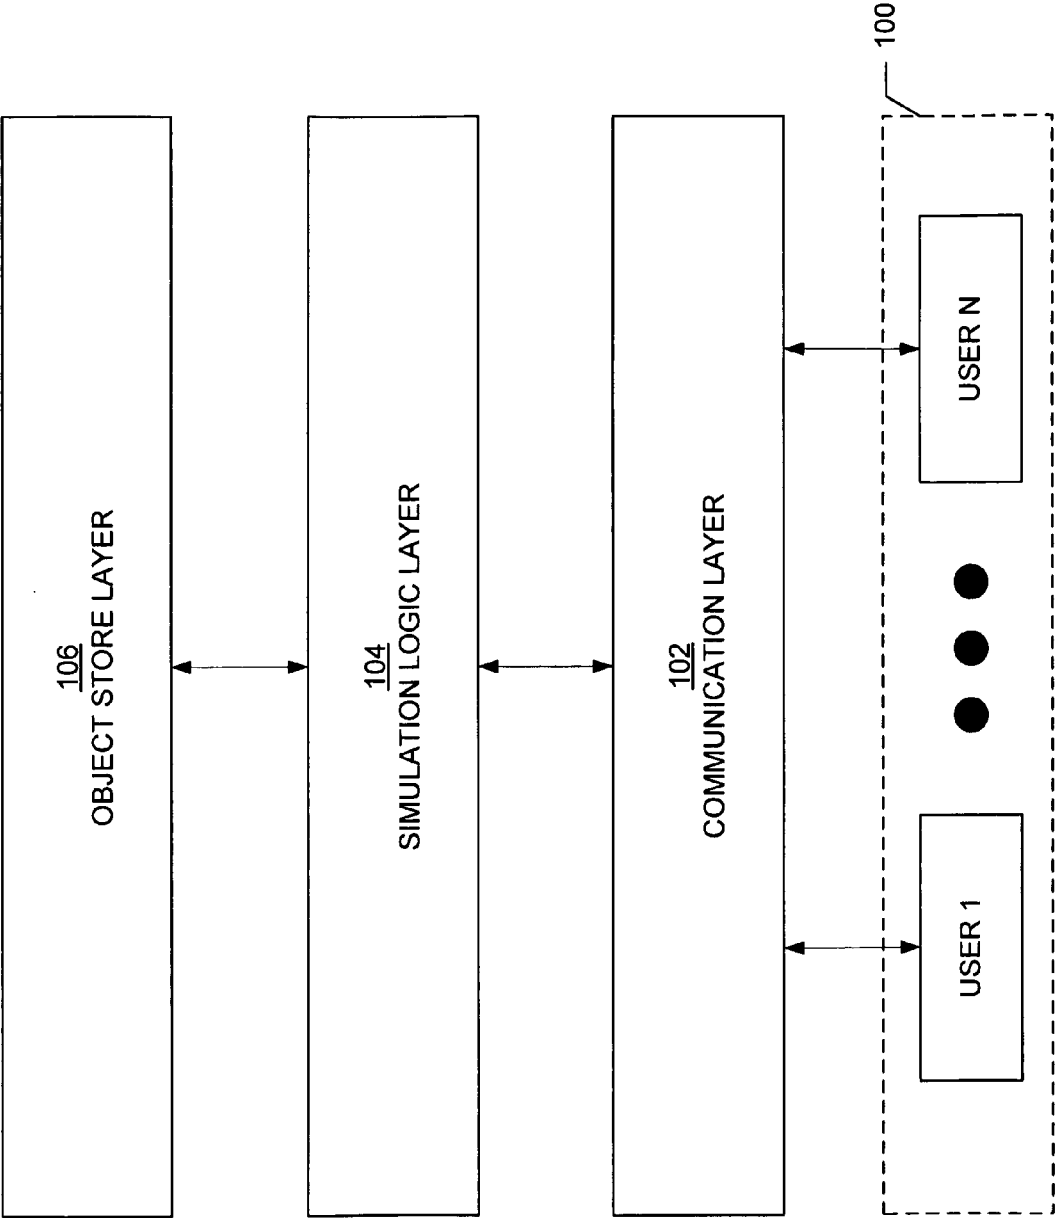 106
OBJECT STORE LAYER
104
SIMULATION LOGIC LAYER
102
COMMUNICATION LAYER
100
USER 1
USER N